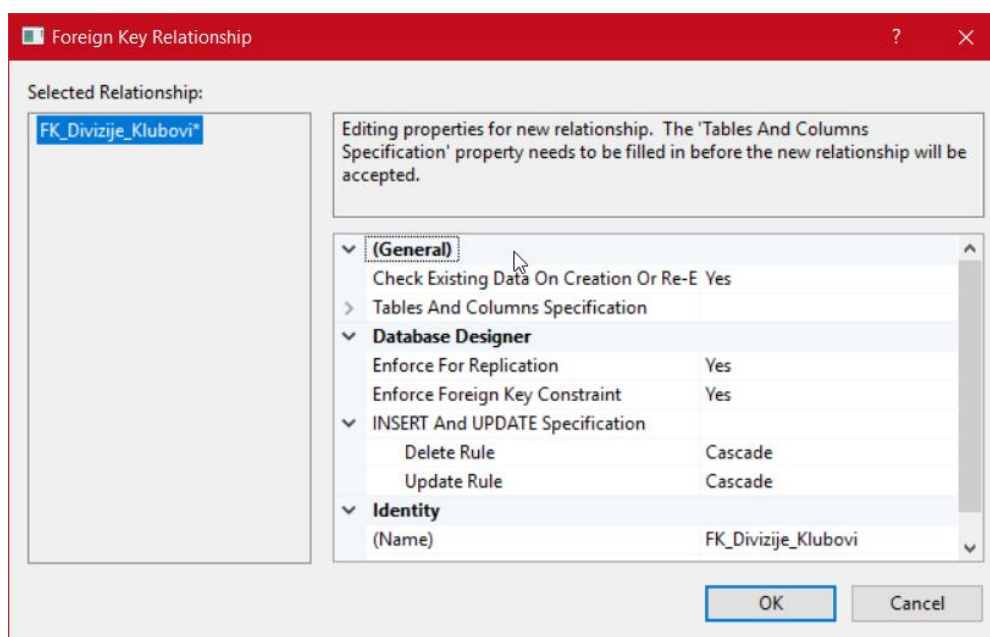 Foreign Key Relationship
?
Selected Relationship:
FK_Divizije_Klubovi*
Editing properties for new relationship. The 'Tables And Columns
Specification' property needs to be filled in before the new relationship will be
accepted.
(General)
Check Existing Data On Creation Or Re-E Yes
Tables And Columns Specification
Database Designer
Enforce For Replication Yes
Enforce Foreign Key Constraint Yes
INSERT And UPDATE Specification
Delete Rule Cascade
Update Rule Cascade
Identity
(Name) FK_Divizije_Klubovi
OK Cancel